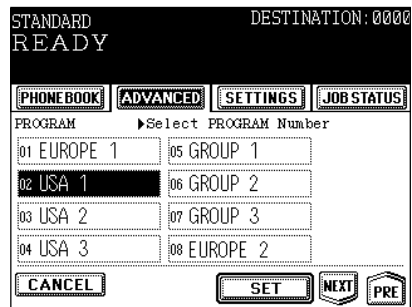 STANDARD DESTINATION:0000
READY
PHONE BOOK ADVANCED SETTINGS JOB STATUS
PROGRAM ▶Select PROGRAM Number
01 EUROPE 1 05 GROUP 1
02 USA 1 06 GROUP 2
03 USA 2 07 GROUP 3
04 USA 3 08 EUROPE 2
CANCEL SET NEXT PRE